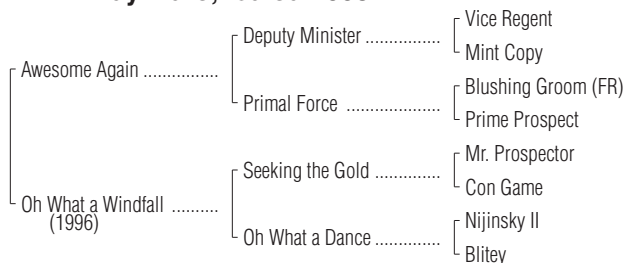 Vice Regent
Deputy Minister ................
Mint Copy
Awesome Again ................
Blushing Groom (FR)
Primal Force ....................
Prime Prospect
Mr. Prospector
Seeking the Gold ..............
Con Game
Oh What a Windfall ..........
(1996)
Nijinsky II
Oh What a Dance ..............
Blitey